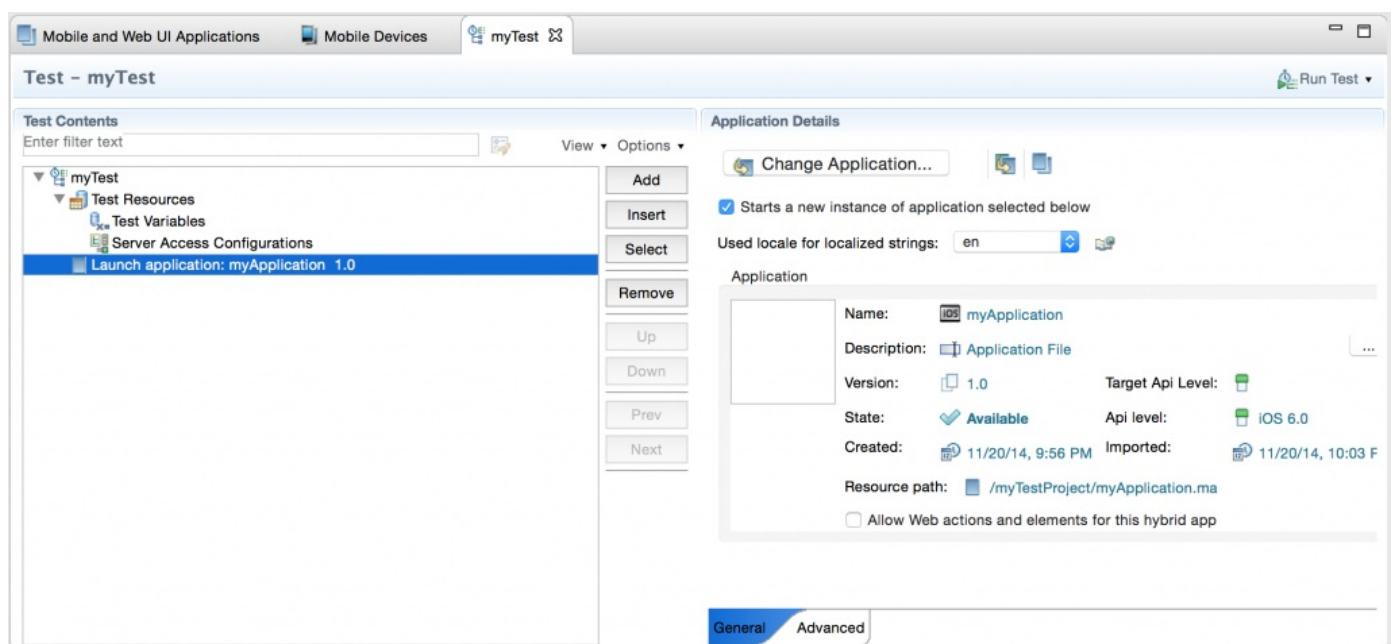 Mobile and Web UI Applications
Mobile Devices
myTest
Test - myTest
Run Test
Test Contents
Enter filter text
View
Options
myTest
Test Resources
Test Variables
Server Access Configurations
Launch application: myApplication 1.0
Add
Insert
Select
Remove
Up
Down
Prev
Next
Application Details
Change Application...
Starts a new instance of application selected below
Used locale for localized strings: en
Application
Name: iOS myApplication
Description: Application File
...
Version: 1.0 Target Api Level:
State: Available Api level: iOS 6.0
Created: 11/20/14, 9:56 PM Imported: 11/20/14, 10:03 P
Resource path: /myTestProject/myApplication.ma
Allow Web actions and elements for this hybrid app
General
Advanced